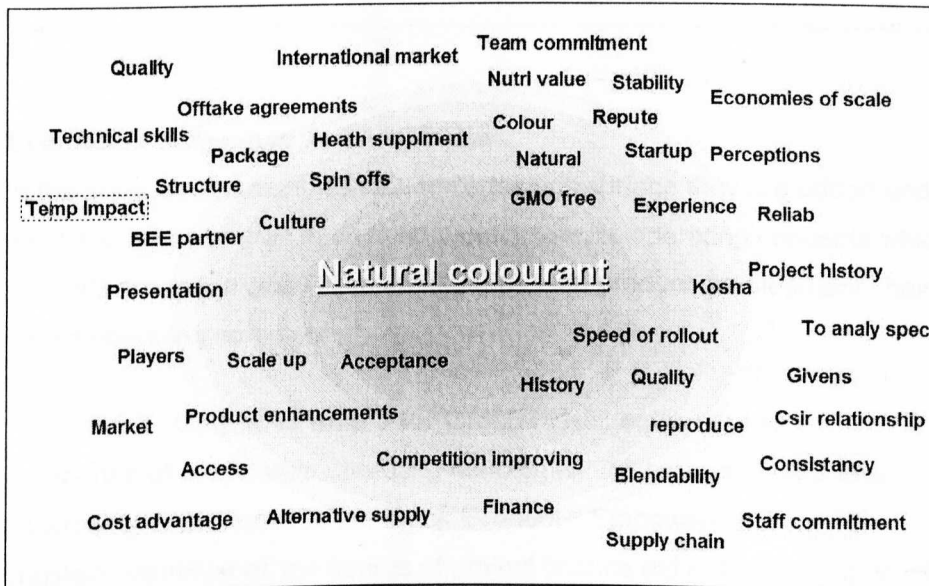 Team commitment
International market
Quality
Nutri value
Stability
Economies of scale
Offtake agreements
Colour
Repute
Technical skills
Heath suppliment
Package
Natural
Startup
Perceptions
Structure
Spin offs
GMO free
Experience
Reliab
Temp Impact
Culture
BEE partner
Natural colourant
Project history
Presentation
Kosha
Speed of rollout
To analy spec
Players
Scale up
Acceptance
History
Quality
Givens
Market
Product enhancements
reproduce
Csir relationship
Access
Competition improving
Blendability
Consistancy
Cost advantage
Alternative supply
Finance
Staff commitment
Supply chain